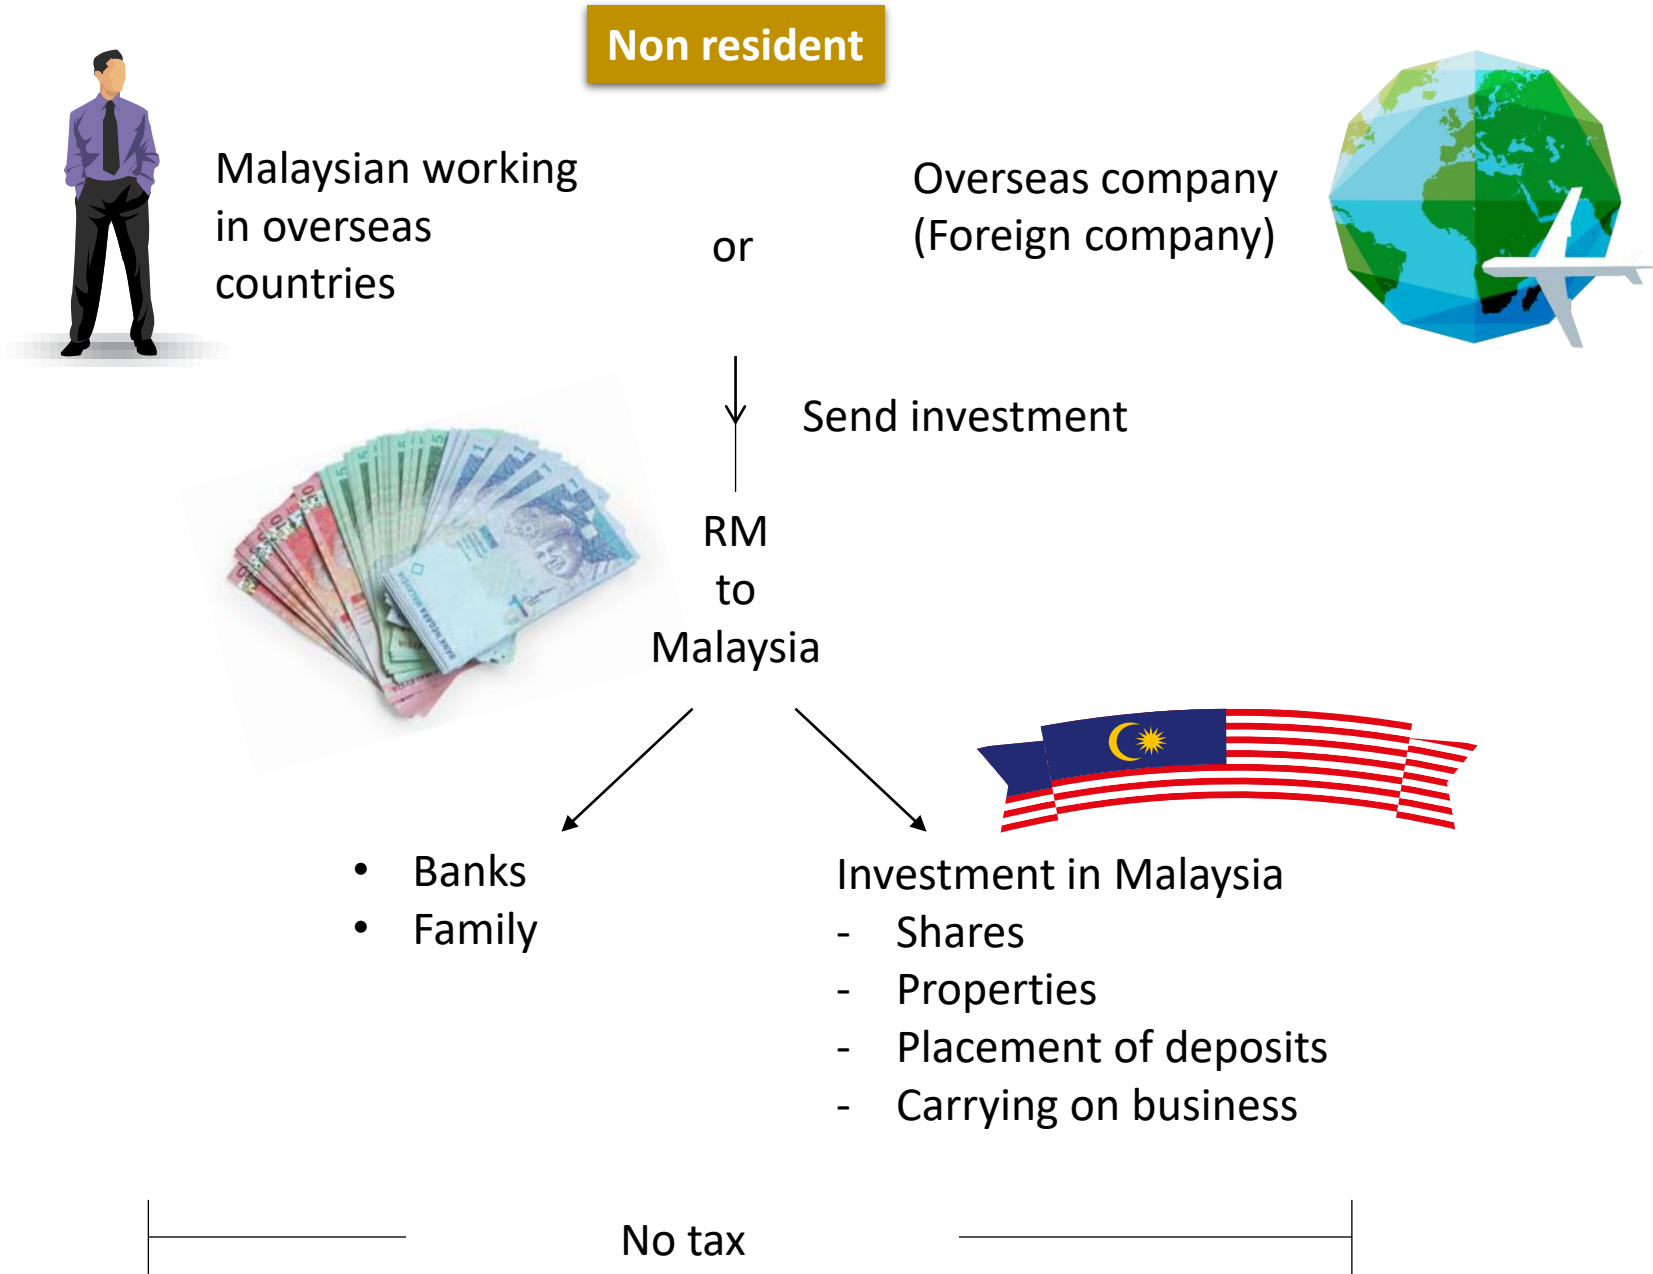 Non resident
Malaysian working
in overseas
countries
or
Overseas company
(Foreign company)
Send investment
RM
to
Malaysia
• Banks
• Family
Investment in Malaysia
- Shares
- Properties
- Placement of deposits
- Carrying on business
No tax